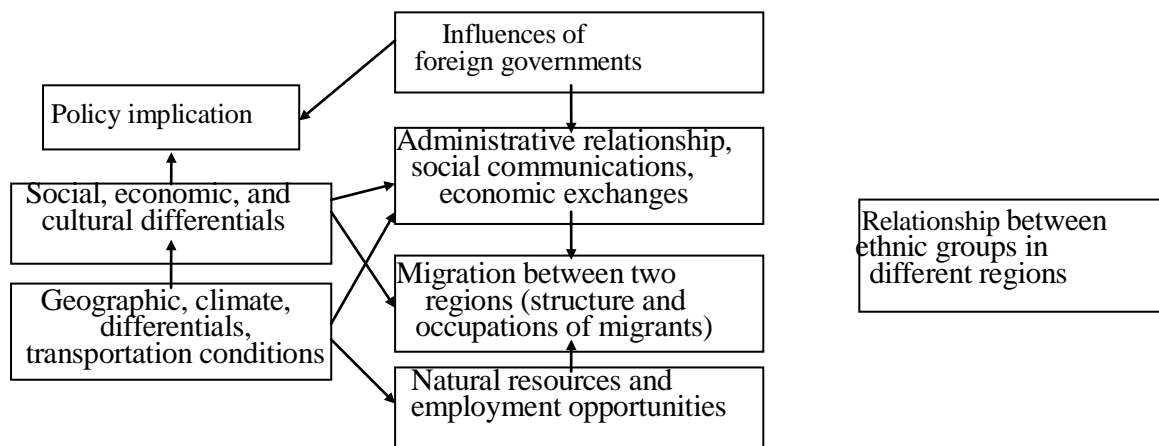 Influences of
foreign governments
Policy implication
Administrative relationship,
social communications,
economic exchanges
Social, economic, and
cultural differentials
Relationship between
ethnic groups in
different regions
Migration between two
regions (structure and
occupations of migrants)
Geographic, climate,
differentials,
transportation conditions
Natural resources and
employment opportunities